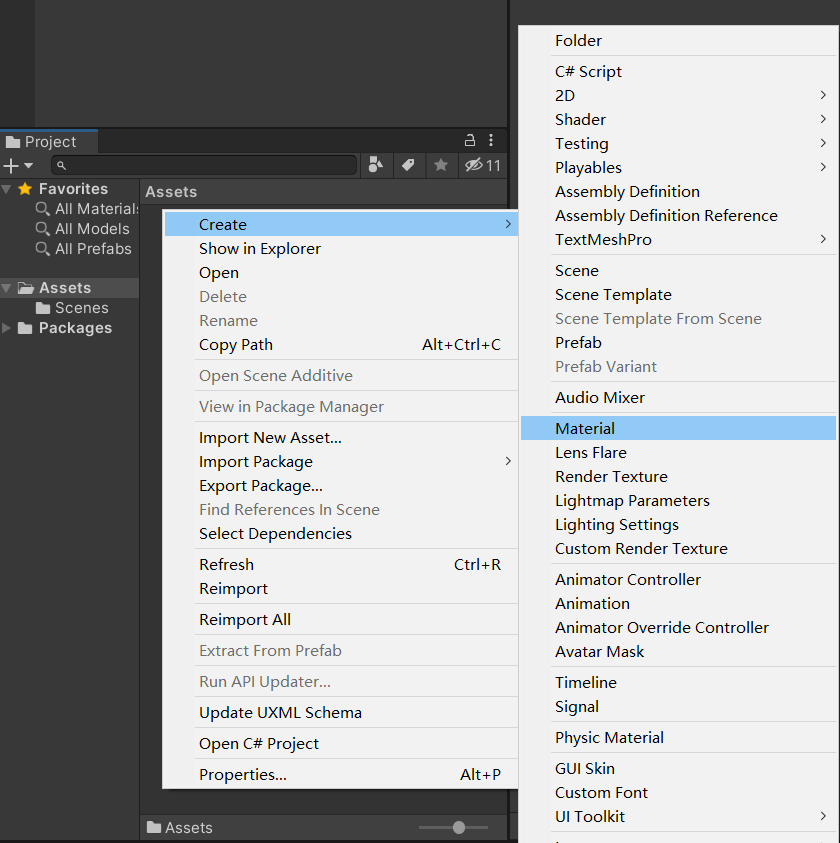 Project
11
Favorites
All Materials
All Models
All Prefabs
Assets
Scenes
Packages
Assets
Create
Show in Explorer
Open
Delete
Rename
Copy Path Alt+Ctrl+C
Open Scene Additive
View in Package Manager
Import New Asset...
Import Package
Export Package...
Find References In Scene
Select Dependencies
Refresh Ctrl+R
Reimport
Reimport All
Extract From Prefab
Run API Updater...
Update UXML Schema
Open C# Project
Properties... Alt+P
Assets
Folder
C# Script
2D
Shader
Testing
Playables
Assembly Definition
Assembly Definition Reference
TextMeshPro
Scene
Scene Template
Scene Template From Scene
Prefab
Prefab Variant
Audio Mixer
Material
Lens Flare
Render Texture
Lightmap Parameters
Lighting Settings
Custom Render Texture
Animator Controller
Animation
Animator Override Controller
Avatar Mask
Timeline
Signal
Physic Material
GUI Skin
Custom Font
UI Toolkit